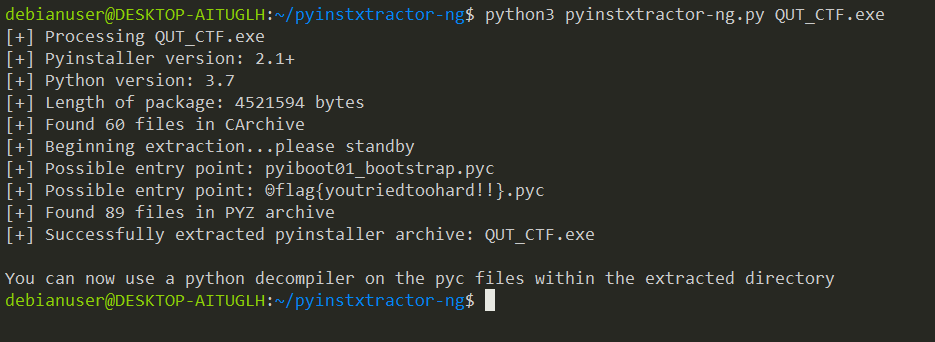 debianuser@DESKTOP-AITUGLH:~/pyinstxtractor-ng$ python3 pyinstxtractor-ng.py QUT_CTF.exe
[+] Processing QUT_CTF.exe
[+] Pyinstaller version: 2.1+
[+] Python version: 3.7
[+] Length of package: 4521594 bytes
[+] Found 60 files in CArchive
[+] Beginning extraction...please standby
[+] Possible entry point: pyiboot01_bootstrap.pyc
[+] Possible entry point: @flag{youtriedtoohard!!}.pyc
[+] Found 89 files in PYZ archive
[+] Successfully extracted pyinstaller archive: QUT_CTF.exe
You can now use a python decompiler on the pyc files within the extracted directory
debianuser@DESKTOP-AITUGLH:~/pyinstxtractor-ng$